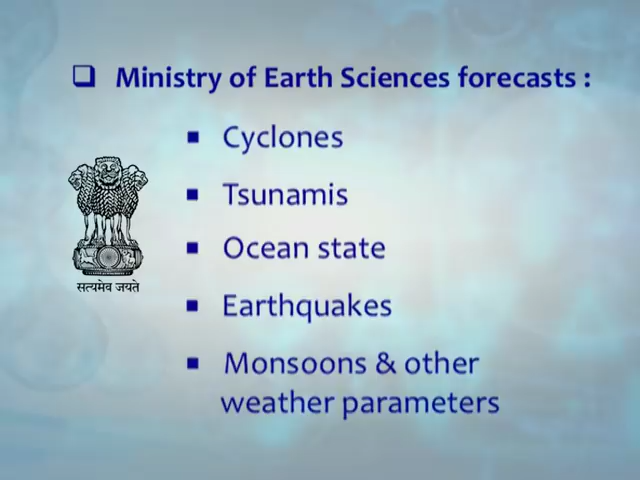 Ministry of Earth Sciences forecasts :
Cyclones
Tsunamis
Ocean state
सत्यमेव जयते
Earthquakes
Monsoons & other
weather parameters